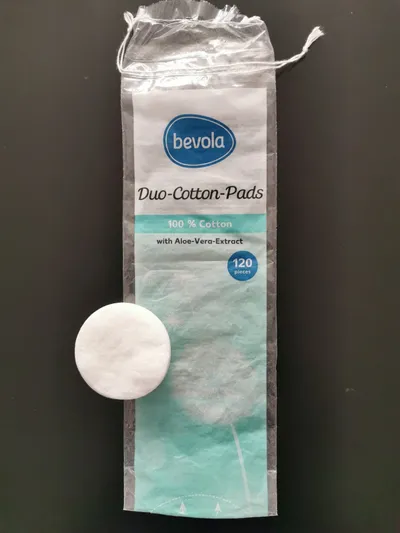 bevola
Duo-Cotton-Pads
100 % Cotton
with Aloe-Vera-Extract
120
pieces